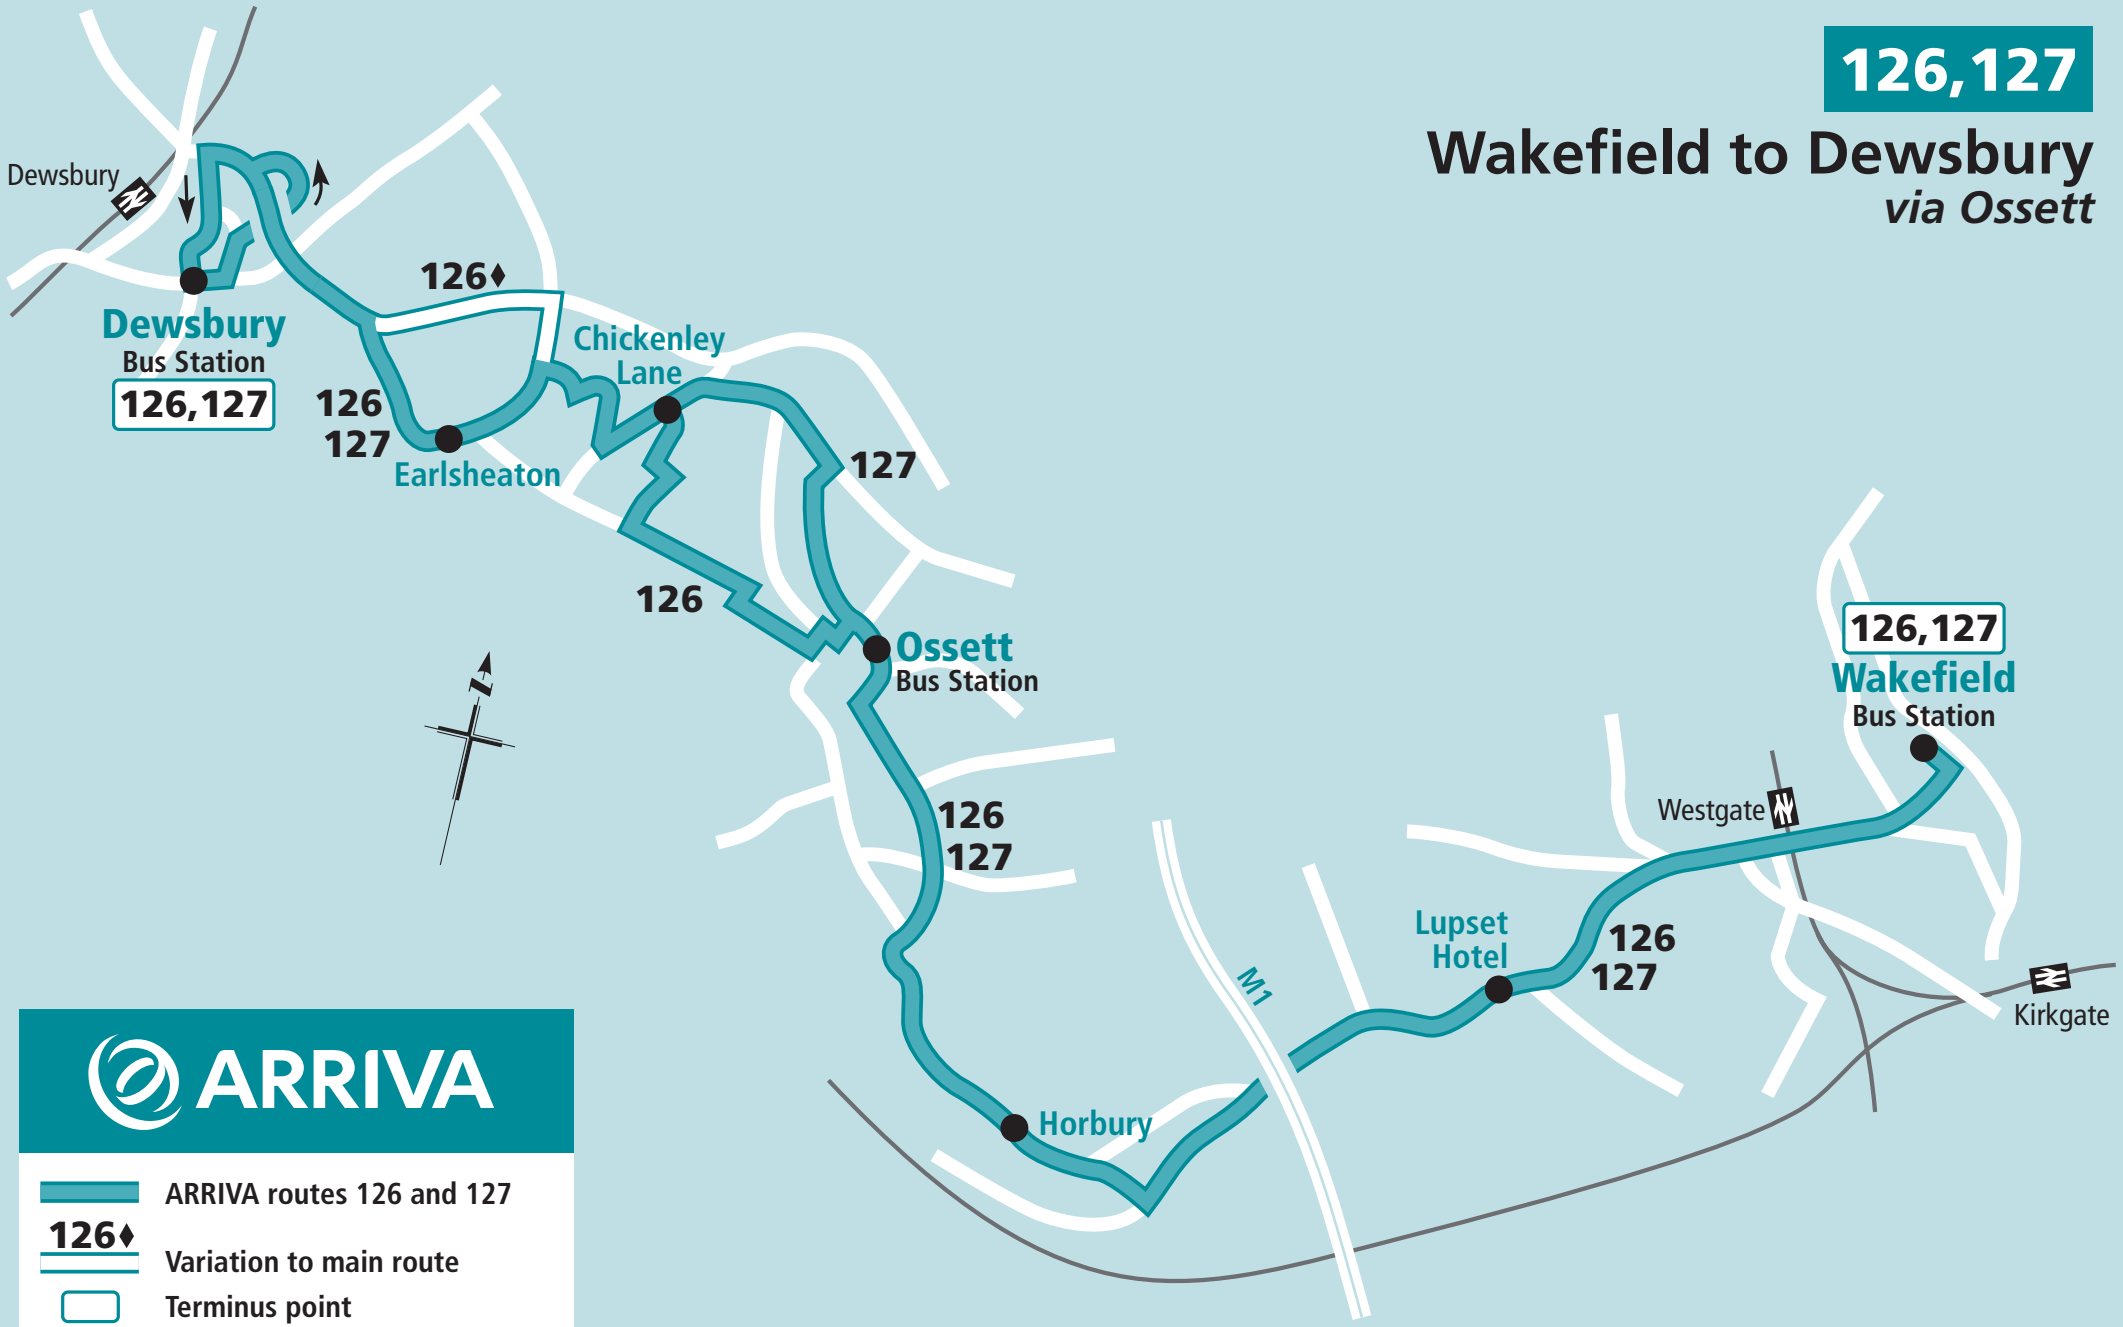 126,127
Wakefield to Dewsbury
via Ossett
Dewsbury
126♦
Chickenley
Lane
Dewsbury
Bus Station
126,127
126
127
Earlsheaton
127
126
Ossett
Bus Station
126,127
Wakefield
Bus Station
N
126
127
Westgate
Lupset
Hotel
126
127
M1
Kirkgate
Horbury
ARRIVA
ARRIVA routes 126 and 127
126♦
Variation to main route
Terminus point